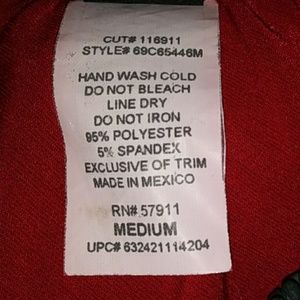 CUT# 116911
STYLE# 69C65446M
HAND WASH COLD
DO NOT BLEACH
LINE DRY
DO NOT IRON
95% POLYESTER
5% SPANDEX
EXCLUSIVE OF TRIM
MADE IN MEXICO
RN# 57911
MEDIUM
UPC# 632421114204